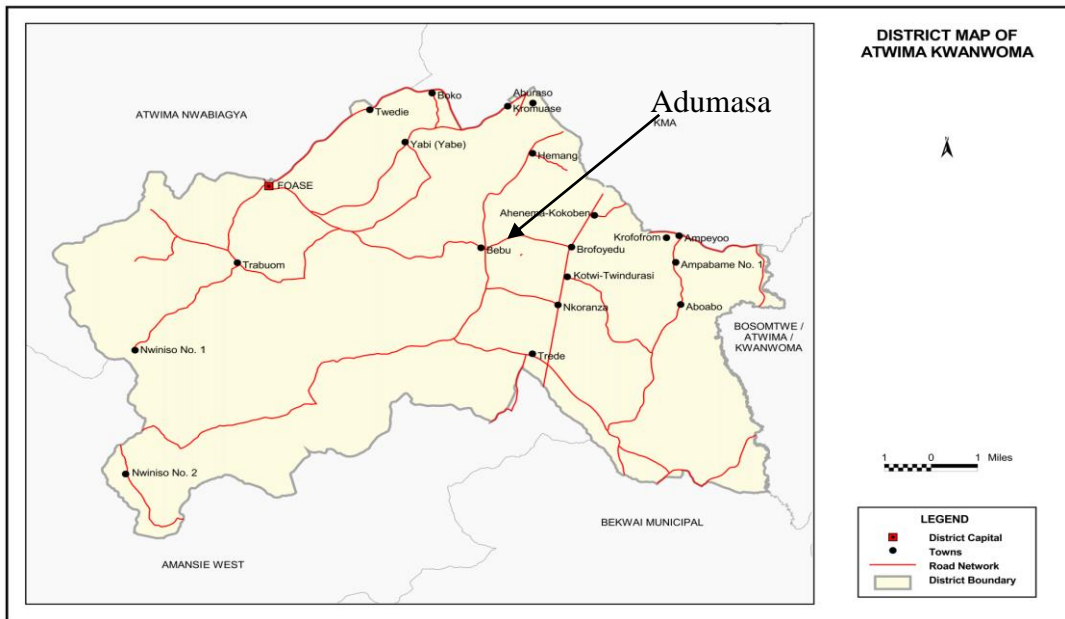 DISTRICT MAP OF
ATWIMA KWANWOMA
Adumasa
KMA
ATWIMA NWABIAGYA
Boko
Twedie
Aburaso
Kromuase
Yabi (Yabe)
Hemang
FOASE
Ahenema-Kokoben
Krofofrom
Ampeyoo
Bebu
Brofoyedu
Trabuom
Ampabame No. 1
Kotwi-Twindurasi
Nkoranza
Aboabo
BOSOMTWE /
ATWIMA /
KWANWOMA
Nwiniso No. 1
Trede
Nwiniso No. 2
BEKWAI MUNICIPAL
AMANSIE WEST
N
1 0 1 Miles
LEGEND
District Capital
Towns
Road Network
District Boundary